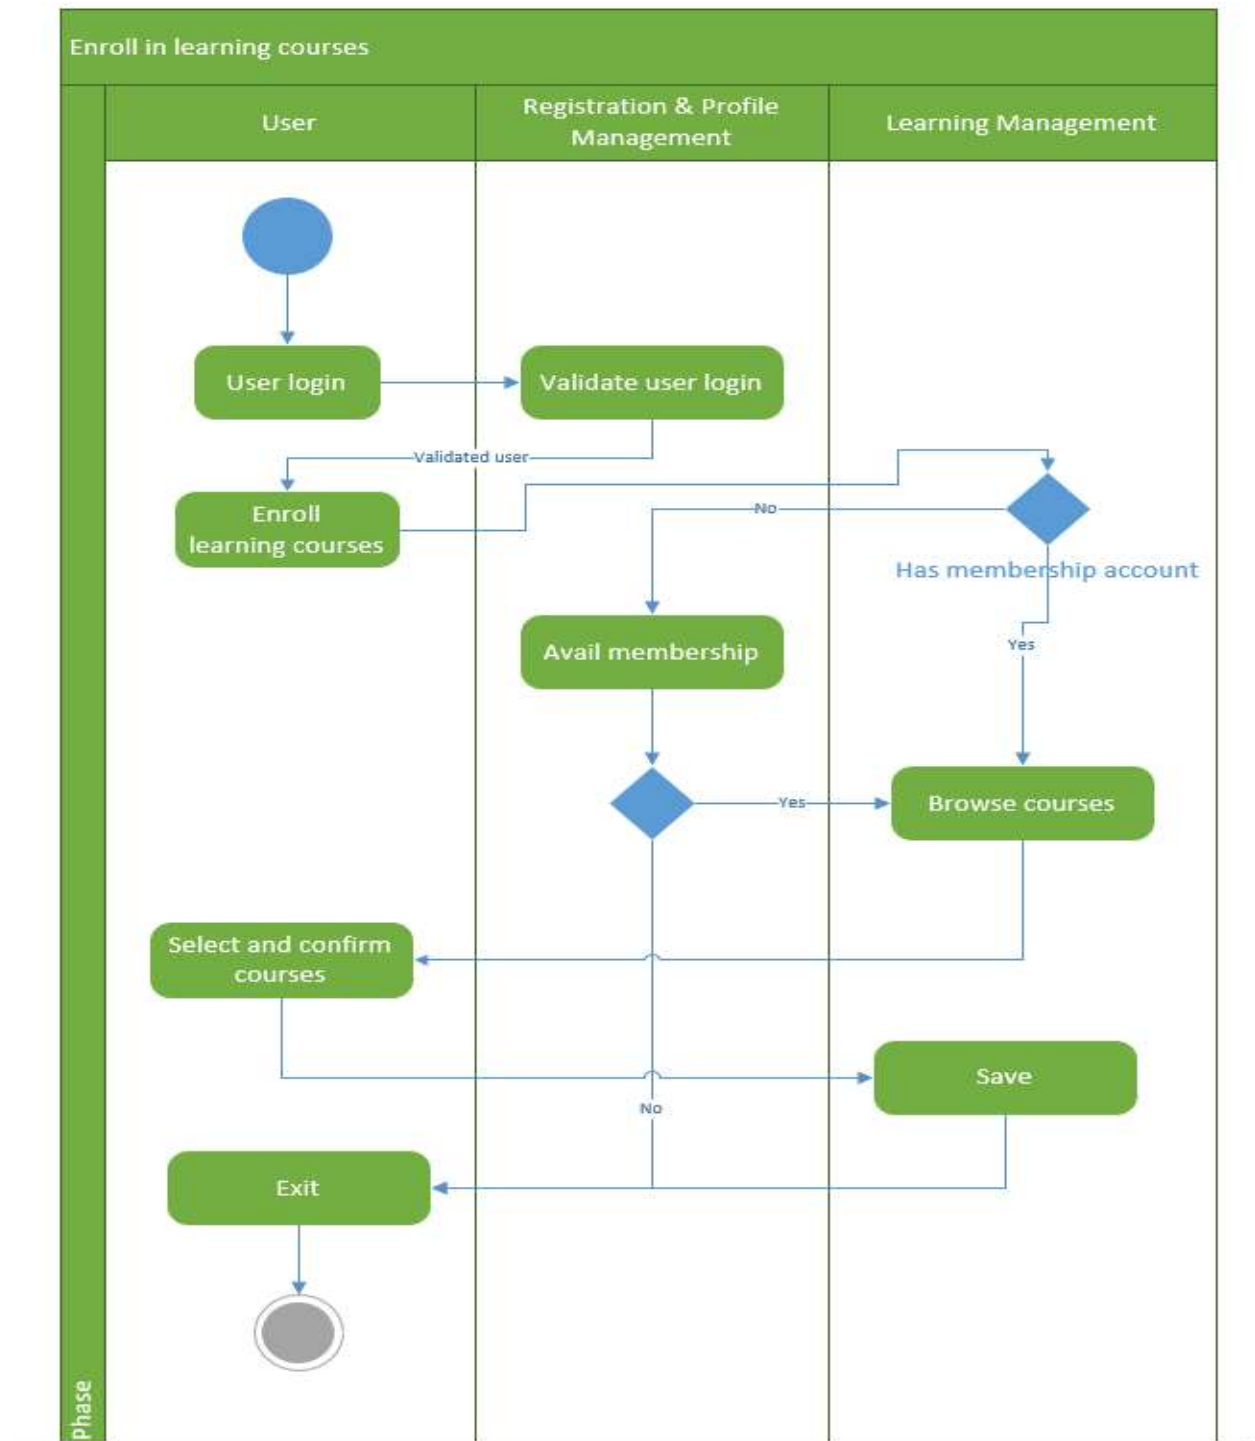 Enroll in learning courses
User
Registration & Profile
Management
Learning Management
User login
Validate user login
Validated user
Enroll
learning courses
No
Has membership account
Yes
Avail membership
Yes
Browse courses
Select and confirm
courses
Save
No
Exit
Phase